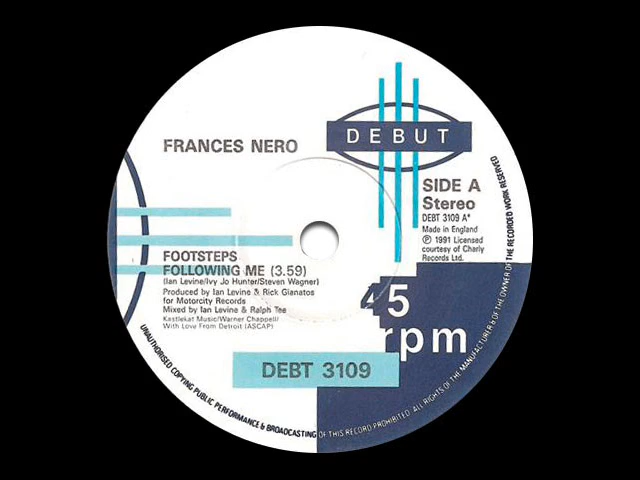 DEBUT
FRANCES NERO
SIDE A
Stereo
DEBT 3109 A*
Made in England
℗ 1991 Licensed
courtesy of Charly
Records Ltd.
FOOTSTEPS
FOLLOWING ME (3.59)
(Ian Levine/Ivy Jo Hunter/Steven Wagner)
Produced by Ian Levine & Rick Gianatos
for Motorcity Records
Mixed by Ian Levine & Ralph Tee
Kastlekat Music/Warner Chappell/
With Love From Detroit (ASCAP)
45
rpm
DEBT 3109
UNAUTHORISED COPYING PUBLIC PERFORMANCE & BROADCASTING OF THIS RECORD PROHIBITED. ALL RIGHTS OF THE MANUFACTURER & OF THE OWNER OF THE RECORDED WORK RESERVED